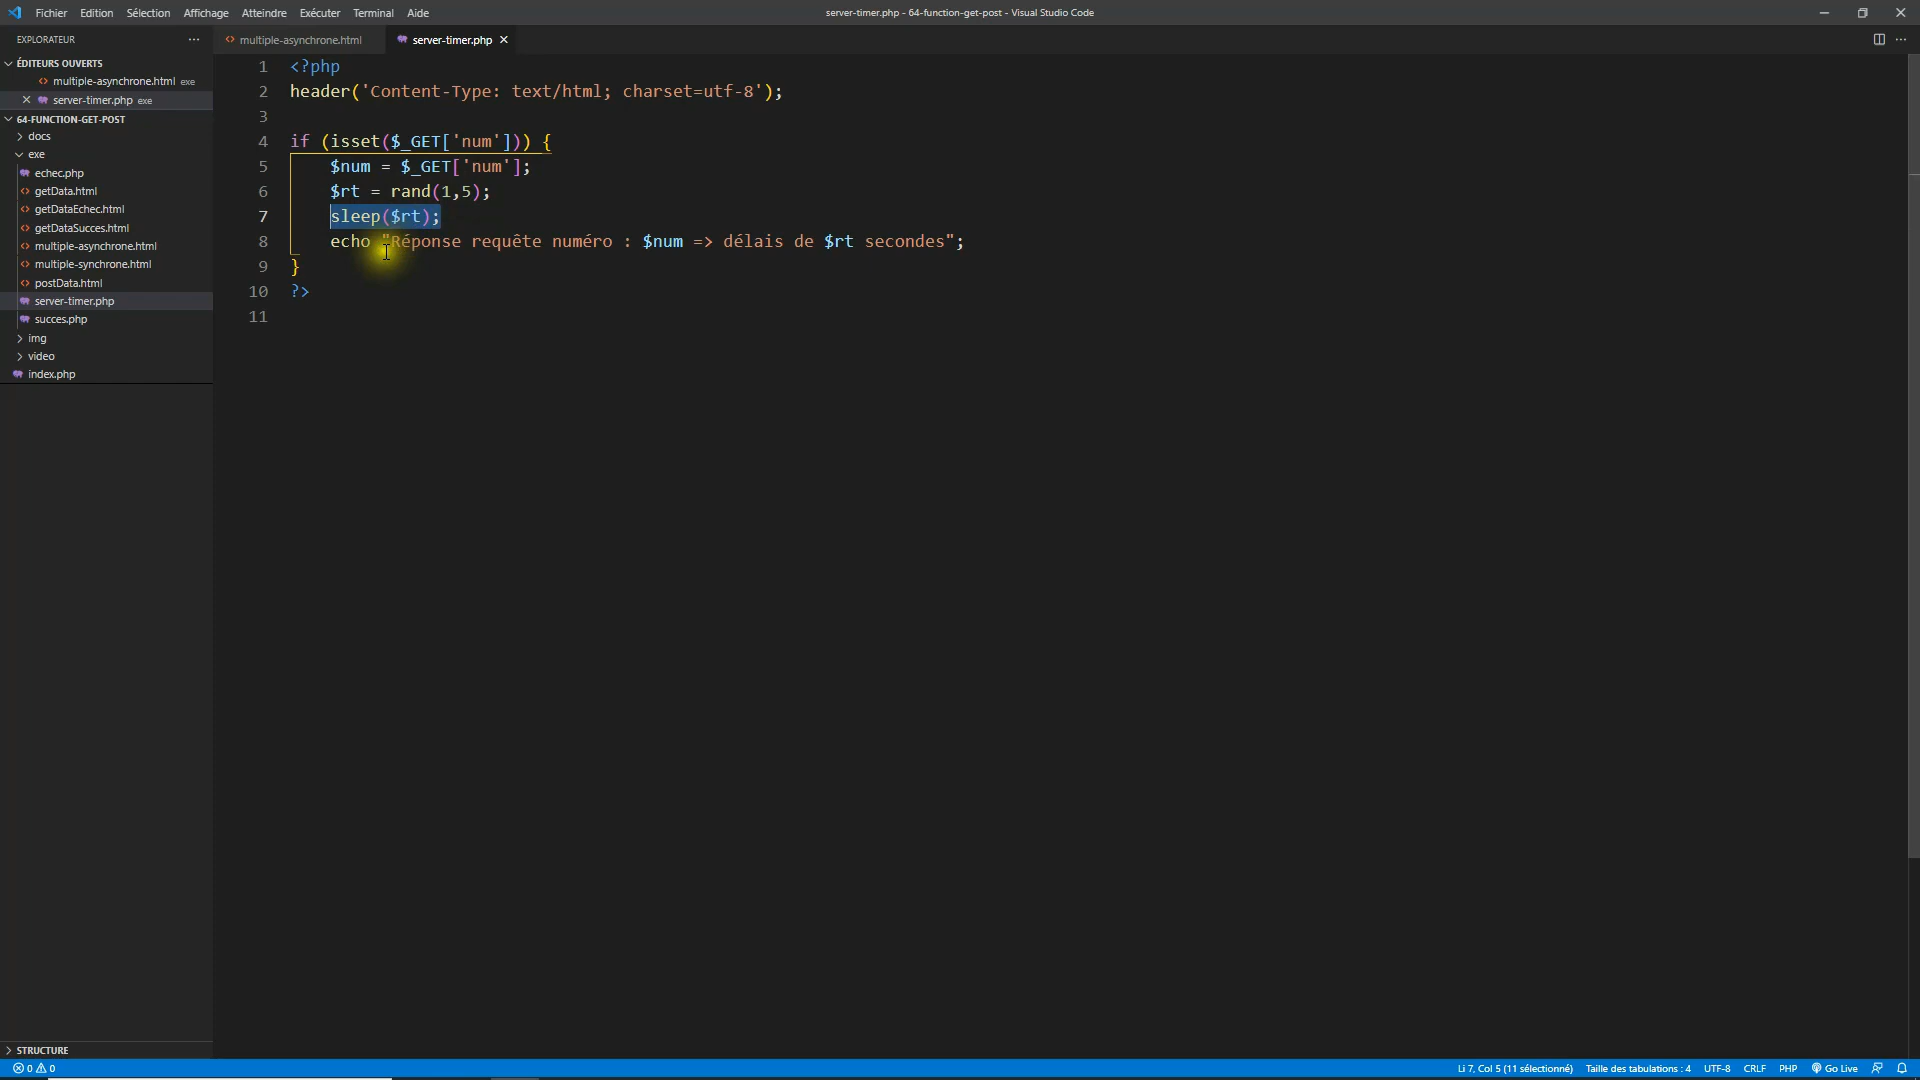 Fichier Edition Sélection Affichage Atteindre Exécuter Terminal Aide
server-timer.php - 64-function-get-post - Visual Studio Code
EXPLORATEUR
multiple-asynchrone.html
server-timer.php
ÉDITEURS OUVERTS
multiple-asynchrone.html exe
server-timer.php exe
64-FUNCTION-GET-POST
docs
exe
echec.php
getData.html
getDataEchec.html
getDataSucces.html
multiple-asynchrone.html
multiple-synchrone.html
postData.html
server-timer.php
succes.php
img
video
index.php
1 <?php
2 header('Content-Type: text/html; charset=utf-8');
3
4 if (isset($_GET['num'])) {
5 $num = $_GET['num'];
6 $rt = rand(1,5);
7 sleep($rt);
8 echo "Réponse requête numéro : $num => délais de $rt secondes";
9 }
10 ?>
11
STRUCTURE
0 0
Li 7, Col 5 (11 sélectionné) Taille des tabulations : 4 UTF-8 CRLF PHP Go Live